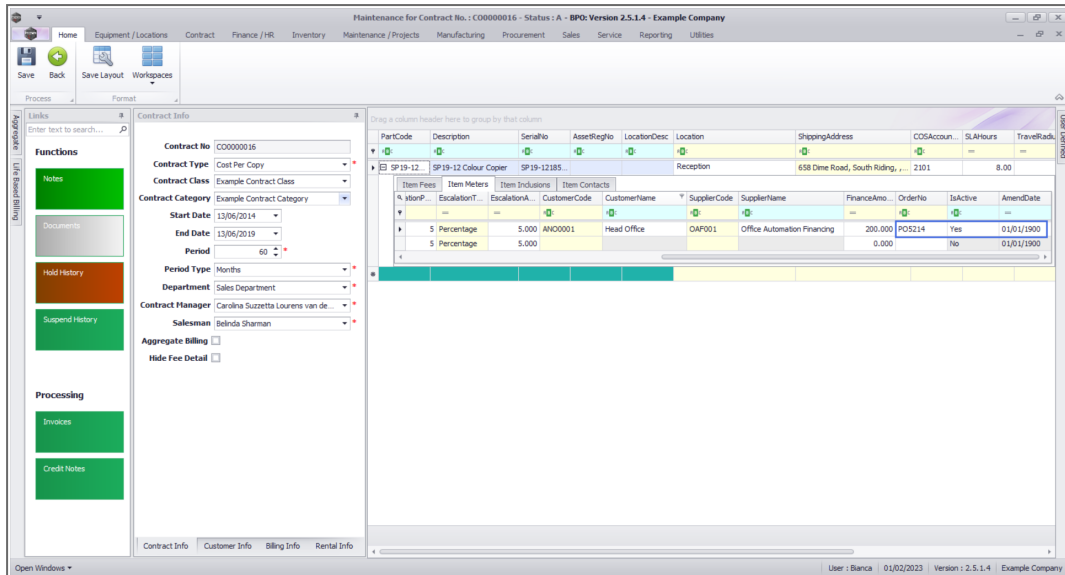 Maintenance for Contract No. : CO0000016 - Status : A - BPO: Version 2.5.1.4 - Example Company
Home Equipment / Locations Contract Finance / HR Inventory Maintenance / Projects Manufacturing Procurement Sales Service Reporting Utilities
Save Back Save Layout Workspaces
Process Format
Aggregate
Life Based Billing
Links
Enter text to search...
Functions
Notes
Documents
Hold History
Suspend History
Processing
Invoices
Credit Notes
Contract Info
Contract No CO0000016
Contract Type Cost Per Copy *
Contract Class Example Contract Class
Contract Category Example Contract Category
Start Date 13/06/2014
End Date 13/06/2019
Period 60 *
Period Type Months *
Department Sales Department *
Contract Manager Carolina Suzzetta Lourens van de... *
Salesman Belinda Sharman *
Aggregate Billing
Hide Fee Detail
Contract Info Customer Info Billing Info Rental Info
Drag a column header here to group by that column
PartCode Description SerialNo AssetRegNo LocationDesc Location ShippingAddress COSAccoun... SLAHours TravelRadiu
SP19-12... SP19-12 Colour Copier SP19-12185... Reception 658 Dime Road, South Riding, ,... 2101 8.00
Item Fees Item Meters Item Inclusions Item Contacts
ationP... EscalationT... EscalationA... CustomerCode CustomerName SupplierCode SupplierName FinanceAmo... OrderNo IsActive AmendDate
5 Percentage 5.000 ANO0001 Head Office OAF001 Office Automation Financing 200.000 PO5214 Yes 01/01/1900
5 Percentage 5.000 0.000 No 01/01/1900
User Defined
Open Windows
User : Bianca 01/02/2023 Version : 2.5.1.4 Example Company